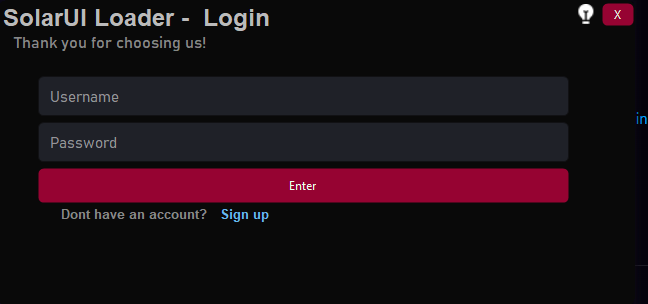 SolarUI Loader -  Login
X
Thank you for choosing us!
in
Username
Password
Enter
Dont have an account? Sign up